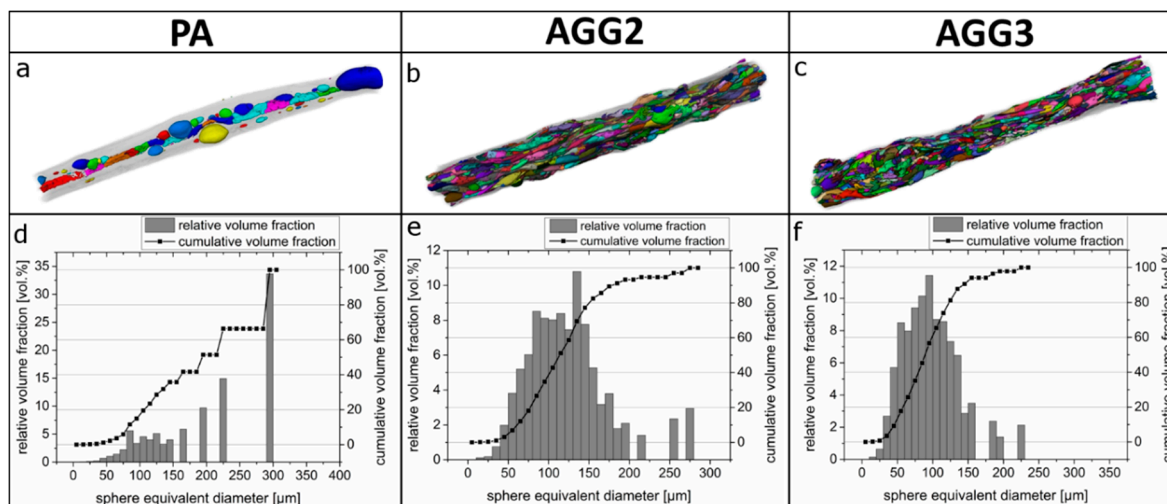 PA
AGG2
AGG3
a
b
c
d
relative volume fraction
cumulative volume fraction
relative volume fraction [vol.%]
35
30
25
20
15
10
5
0
cumulative volume fraction [vol.%]
100
80
60
40
20
0
0 50 100 150 200 250 300 350 400
sphere equivalent diameter [µm]
e
relative volume fraction
cumulative volume fraction
relative volume fraction [vol.%]
12
10
8
6
4
2
0
cumulative volume fraction [vol.%]
100
80
60
40
20
0
0 50 100 150 200 250 300
sphere equivalent diameter [µm]
f
relative volume fraction
cumulative volume fraction
relative volume fraction [vol.%]
12
10
8
6
4
2
0
cumulative volume fraction [vol.%]
100
80
60
40
20
0
0 50 100 150 200 250 300 350
sphere equivalent diameter [µm]